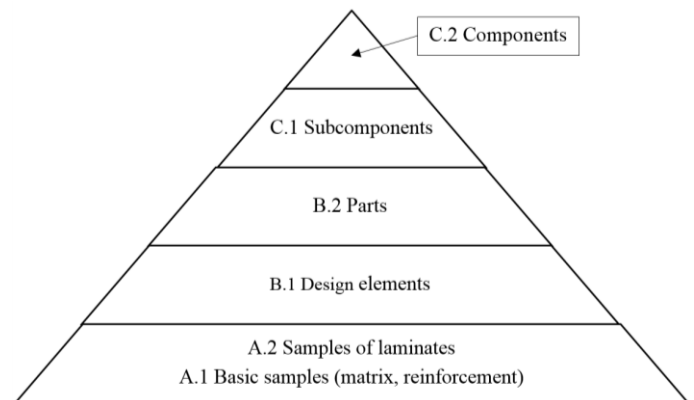 C.2 Components
C.1 Subcomponents
B.2 Parts
B.1 Design elements
A.2 Samples of laminates
A.1 Basic samples (matrix, reinforcement)